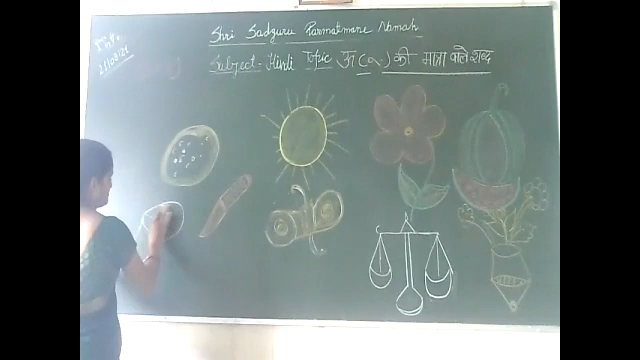 Shri Sadguru Parmatmane Namah
Subject - Hindi Topic ऊ (ू) की मात्रा वाले शब्द